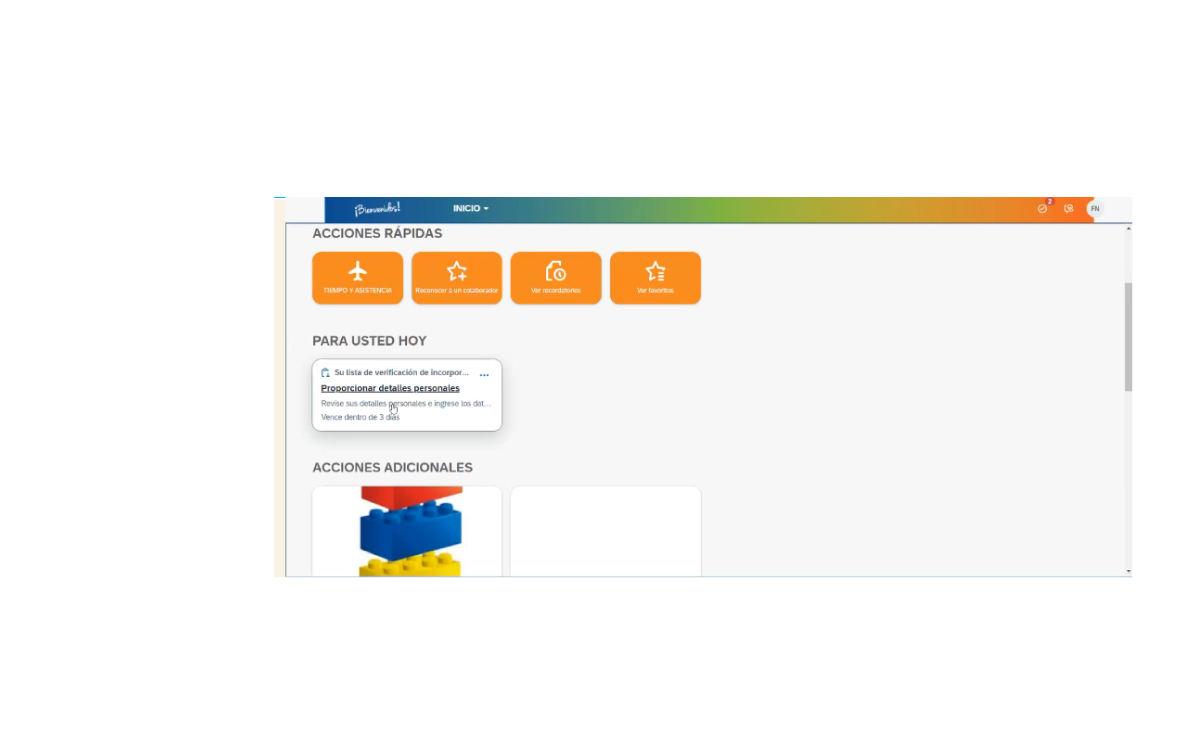 ¡Bienvenidos!
INICIO
2
EN
ACCIONES RÁPIDAS
TIEMPO Y ASISTENCIA
Reconocer a un colaborador
Ver recordatorios
Ver favoritos
PARA USTED HOY
Su lista de verificación de incorpor...
Proporcionar detalles personales
Revise sus detalles personales e ingrese los dat...
Vence dentro de 3 días
ACCIONES ADICIONALES